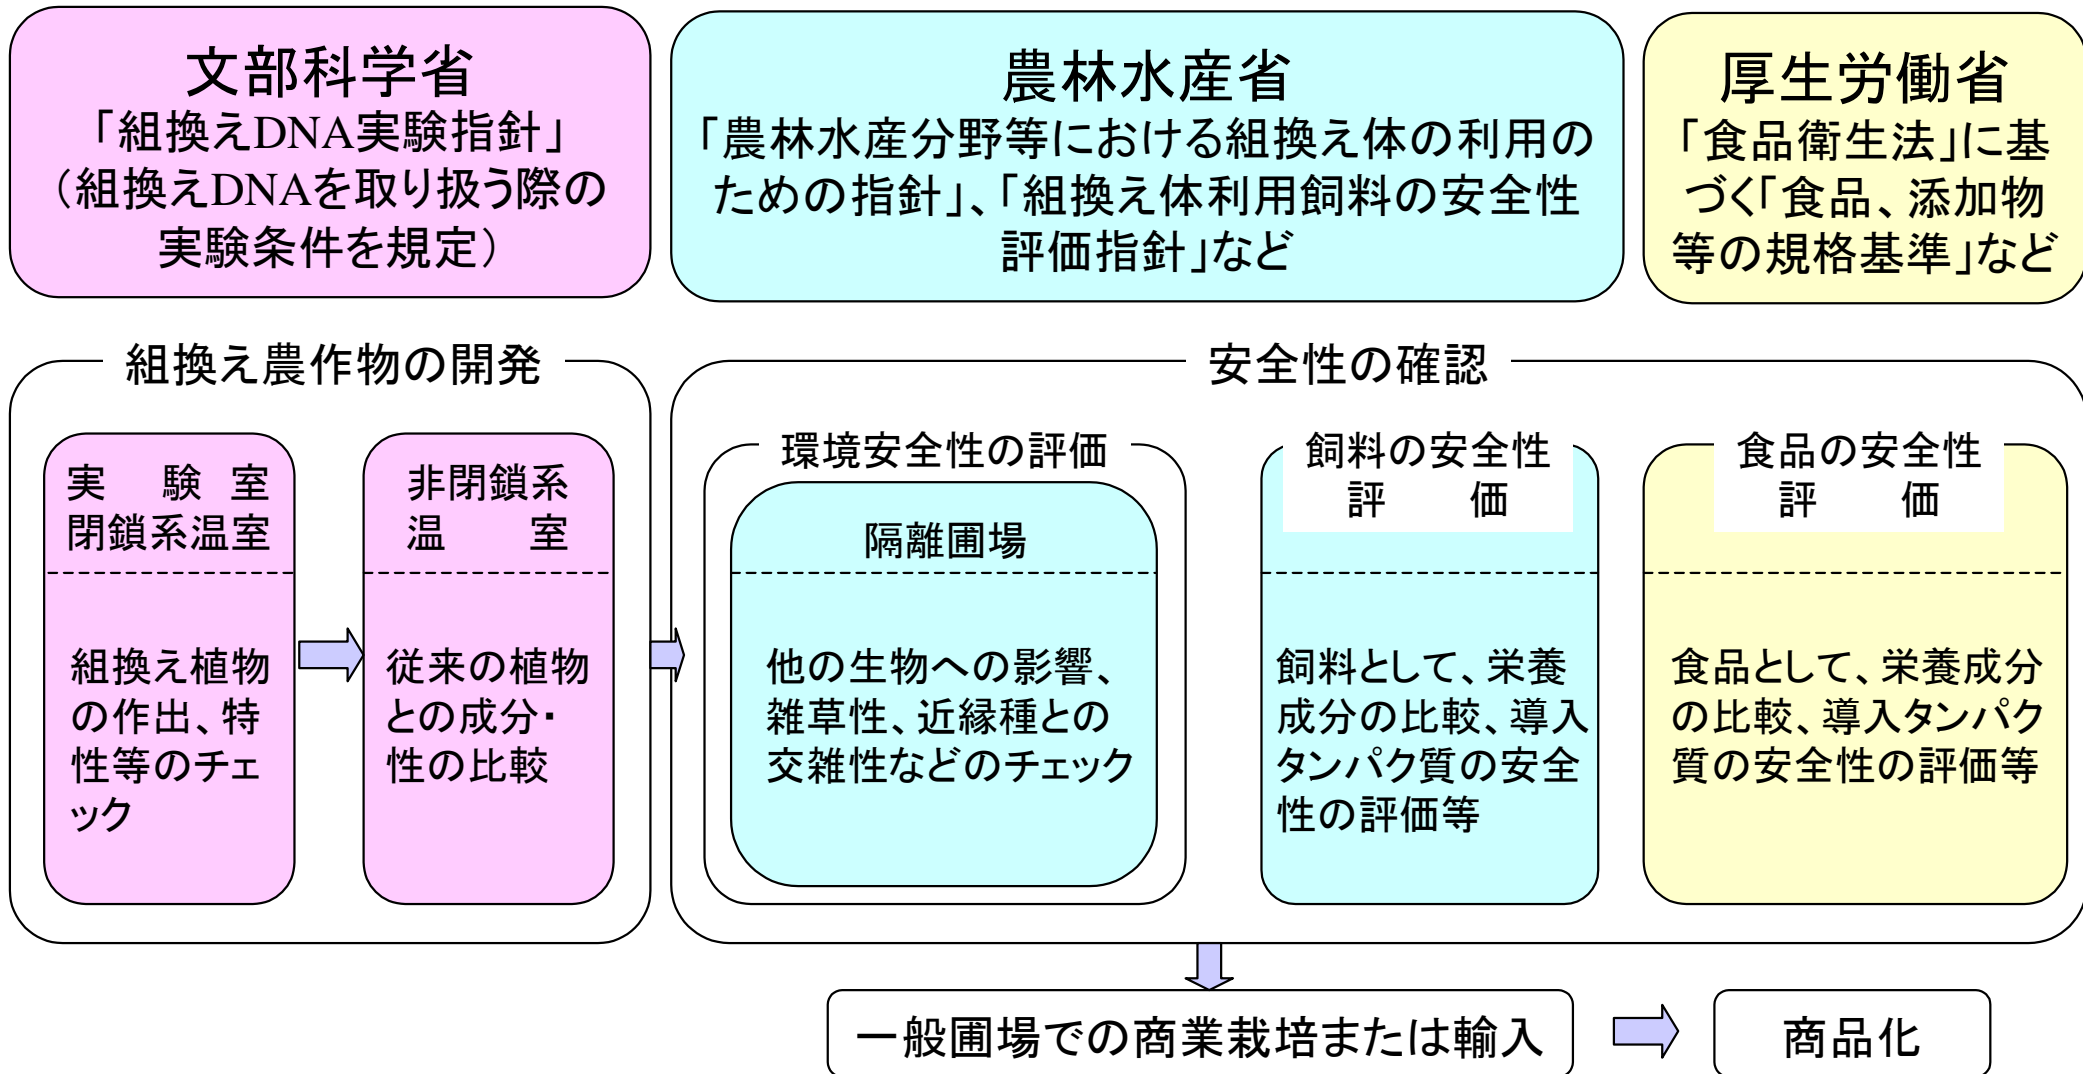 文部科学省
「組換えDNA実験指針」
（組換えDNAを取り扱う際の
実験条件を規定）
農林水産省
「農林水産分野等における組換え体の利用の
ための指針」、「組換え体利用飼料の安全性
評価指針」など
厚生労働省
「食品衛生法」に基
づく「食品、添加物
等の規格基準」など
組換え農作物の開発
実験室
閉鎖系温室
組換え植物
の作出、特
性等のチェ
ック
非閉鎖系
温室
従来の植物
との成分・
性の比較
安全性の確認
環境安全性の評価
隔離圃場
他の生物への影響、
雑草性、近縁種との
交雑性などのチェック
飼料の安全性
評価
飼料として、栄養
成分の比較、導入
タンパク質の安全
性の評価等
食品の安全性
評価
食品として、栄養成分
の比較、導入タンパク
質の安全性の評価等
一般圃場での商業栽培または輸入
商品化